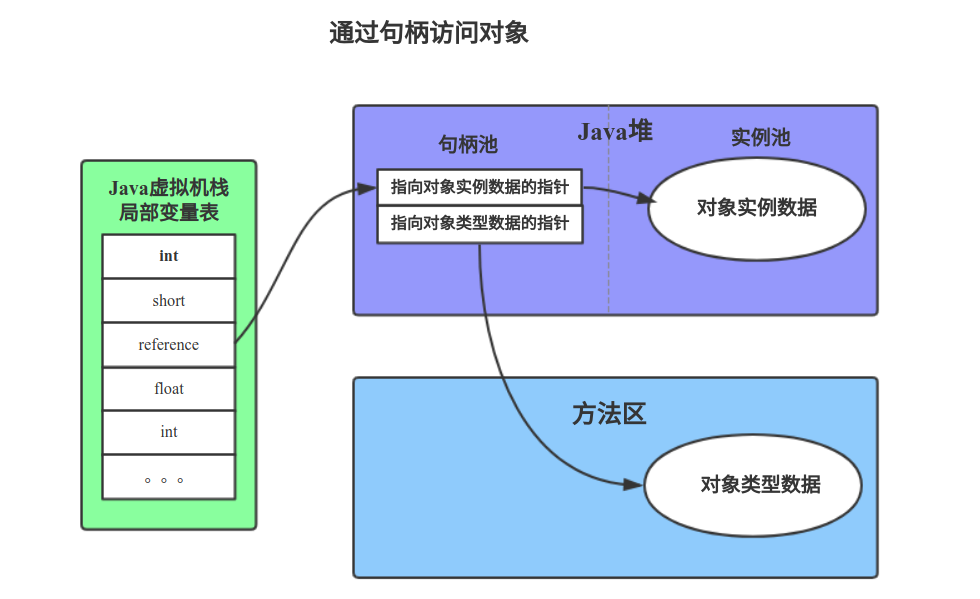 通过句柄访问对象
Java虚拟机栈
局部变量表
int
short
reference
float
int
。。。
Java堆
句柄池
指向对象实例数据的指针
指向对象类型数据的指针
实例池
对象实例数据
方法区
对象类型数据